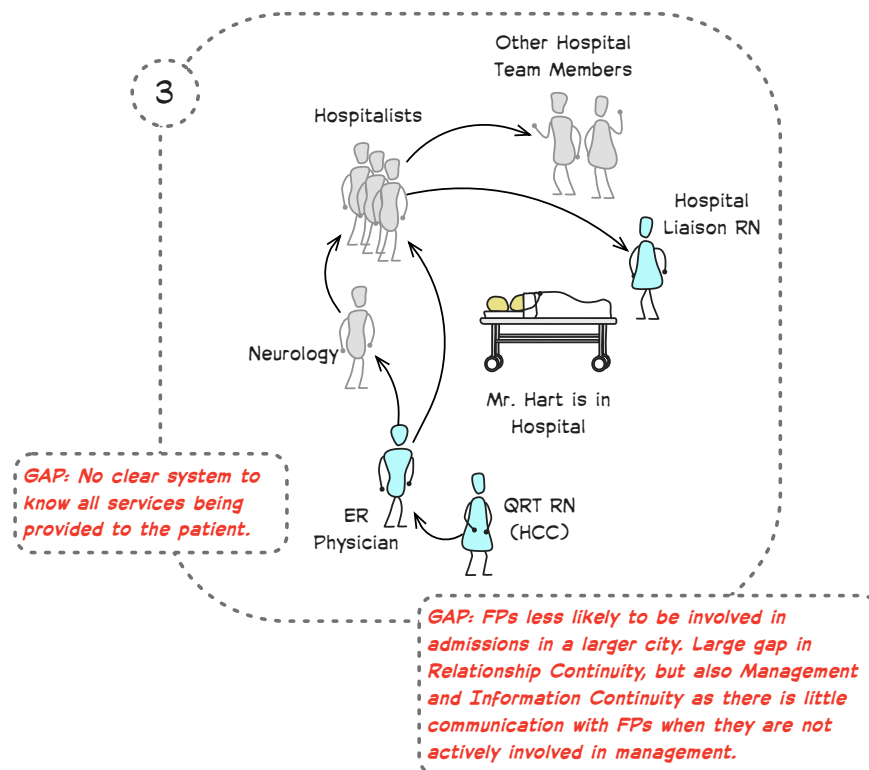 3
Other Hospital
Team Members
Hospitalists
Hospital
Liaison RN
Neurology
Mr. Hart is in
Hospital
GAP: No clear system to
know all services being
provided to the patient.
ER
Physician
QRT RN
(HCC)
GAP: FPs less likely to be involved in
admissions in a larger city. Large gap in
Relationship Continuity, but also Management
and Information Continuity as there is little
communication with FPs when they are not
actively involved in management.